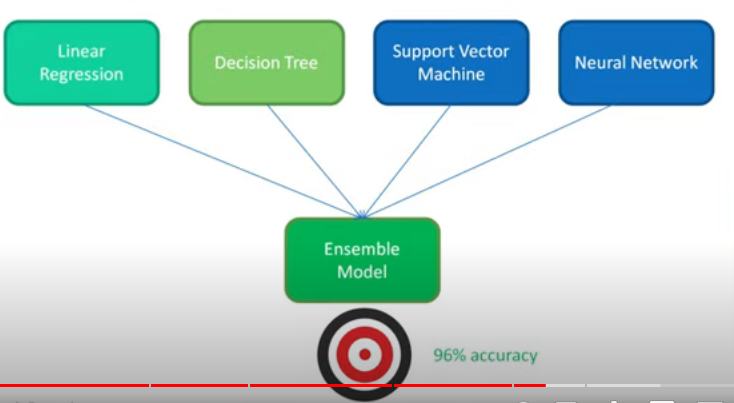 Linear
Regression
Decision Tree
Support Vector
Machine
Neural Network
Ensemble
Model
96% accuracy